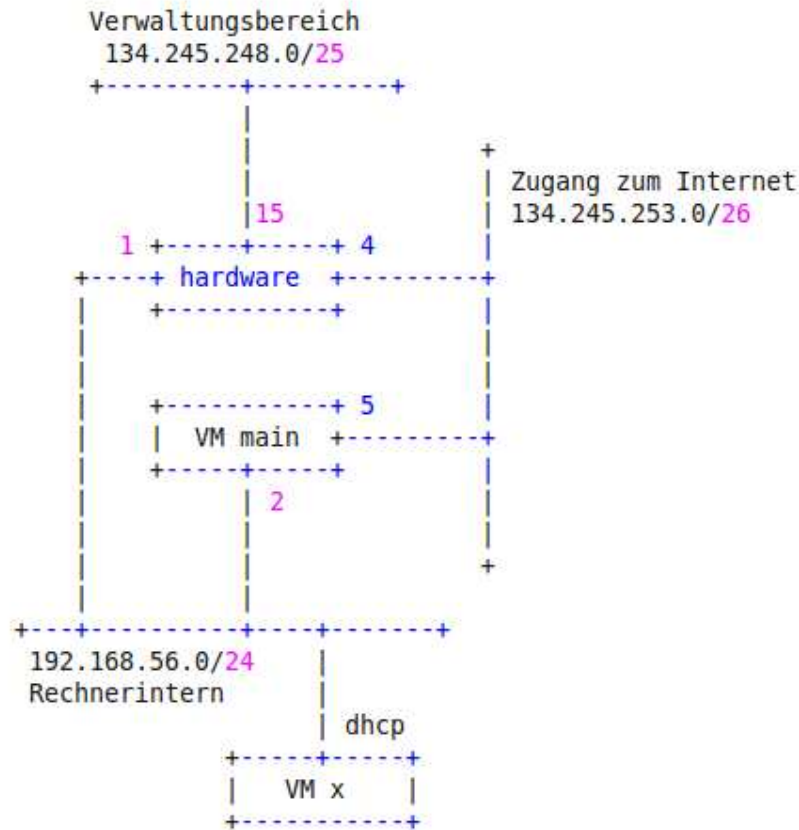 Verwaltungsbereich
134.245.248.0/25
Zugang zum Internet
134.245.253.0/26
15
1
4
hardware
5
VM main
2
192.168.56.0/24
Rechnerintern
dhcp
VM x